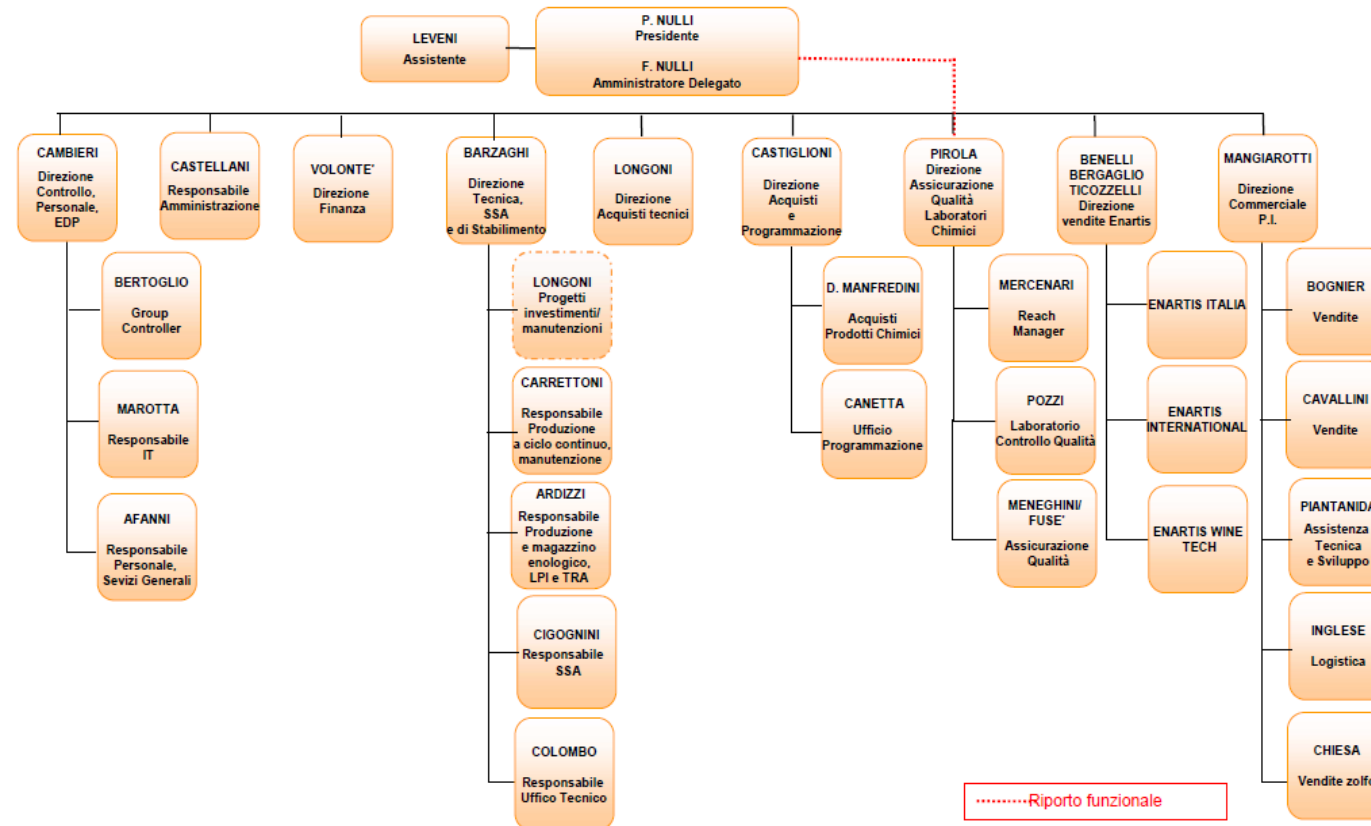 P. NULLI
Presidente
F. NULLI
Amministratore Delegato
LEVENI
Assistente
CAMBIERI
Direzione
Controllo,
Personale,
EDP
CASTELLANI
Responsabile
Amministrazione
VOLONTE'
Direzione
Finanza
BARZAGHI
Direzione
Tecnica,
SSA
e di Stabilimento
LONGONI
Direzione
Acquisti tecnici
CASTIGLIONI
Direzione
Acquisti
e
Programmazione
PIROLA
Direzione
Assicurazione
Qualità
Laboratori
Chimici
BENELLI
BERGAGLIO
TICOZZELLI
Direzione
vendite Enartis
MANGIAROTTI
Direzione
Commerciale
P.I.
BERTOGLIO
Group
Controller
MAROTTA
Responsabile
IT
AFANNI
Responsabile
Personale,
Sevizi Generali
LONGONI
Progetti
investimenti/
manutenzioni
CARRETTONI
Responsabile
Produzione
a ciclo continuo,
manutenzione
ARDIZZI
Responsabile
Produzione
e magazzino
enologico,
LPI e TRA
CIGOGNINI
Responsabile
SSA
COLOMBO
Responsabile
Uffico Tecnico
D. MANFREDINI
Acquisti
Prodotti Chimici
CANETTA
Ufficio
Programmazione
MERCENARI
Reach
Manager
POZZI
Laboratorio
Controllo Qualità
MENEGHINI/
FUSE'
Assicurazione
Qualità
ENARTIS ITALIA
ENARTIS
INTERNATIONAL
ENARTIS WINE
TECH
BOGNIER
Vendite
CAVALLINI
Vendite
PIANTANIDA
Assistenza
Tecnica
e Sviluppo
INGLESE
Logistica
CHIESA
Vendite zolfo
Riporto funzionale